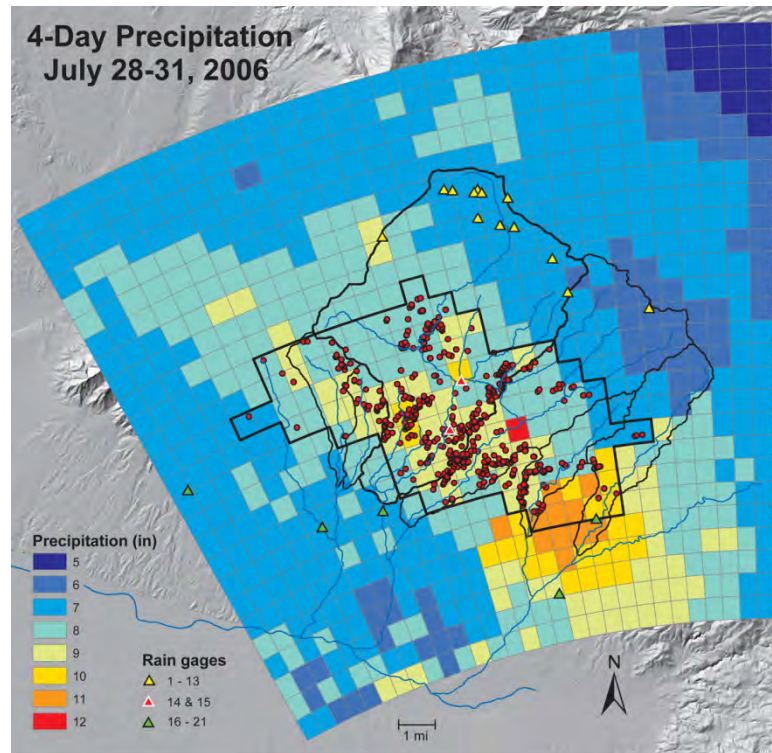 4-Day Precipitation
July 28-31, 2006
Precipitation (in)
5
6
7
8
9
10
11
12
Rain gages
1 - 13
14 & 15
16 - 21
N
1 mi